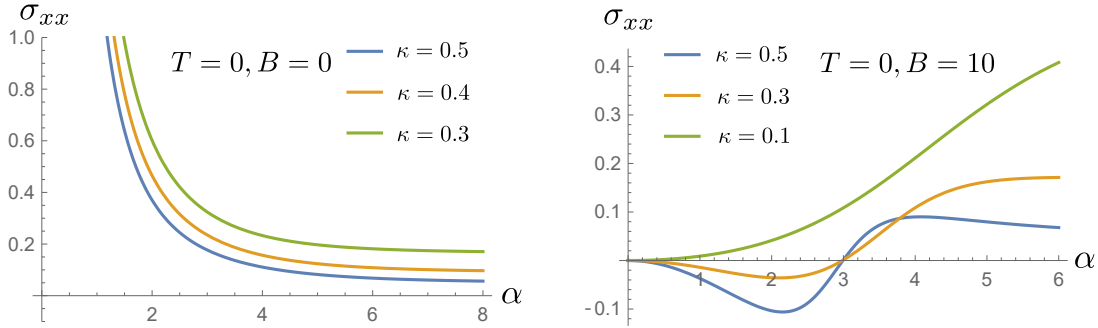 σxx
1.0
0.8
0.6
0.4
0.2
2
4
6
8
α
T = 0, B = 0
κ = 0.5
κ = 0.4
κ = 0.3
σxx
0.4
0.3
0.2
0.1
-0.1
1
2
3
4
5
6
α
κ = 0.5
κ = 0.3
κ = 0.1
T = 0, B = 10